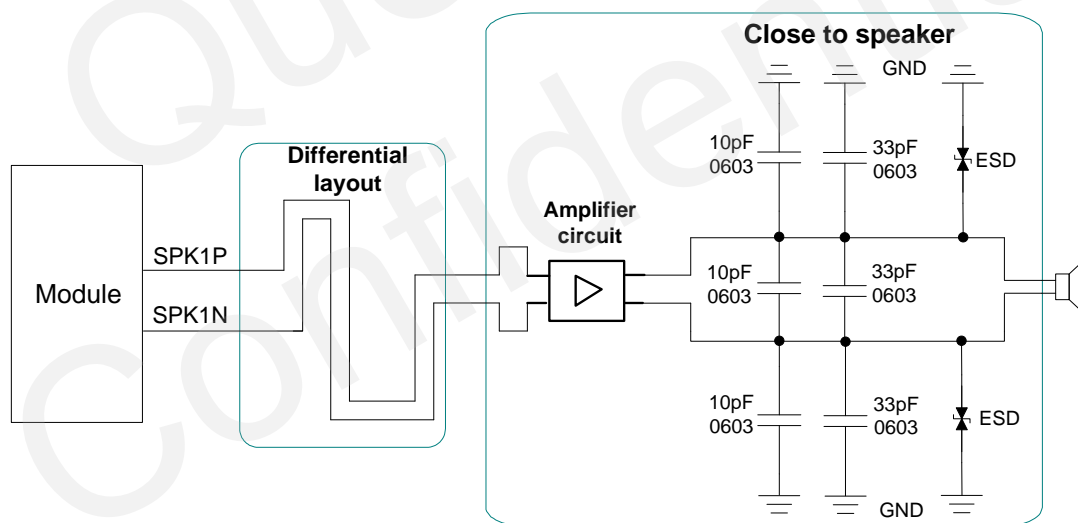 Close to speaker
GND
10pF
0603
33pF
0603
ESD
Differential
layout
Amplifier
circuit
SPK1P
SPK1N
Module
10pF
0603
33pF
0603
10pF
0603
33pF
0603
ESD
GND